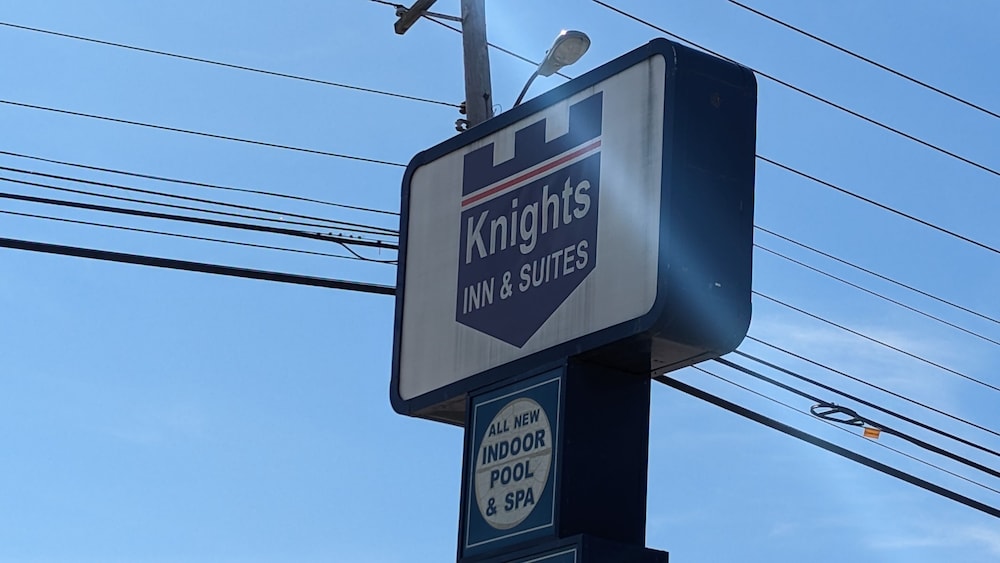 Knights
INN & SUITES
ALL NEW
INDOOR
POOL
& SPA